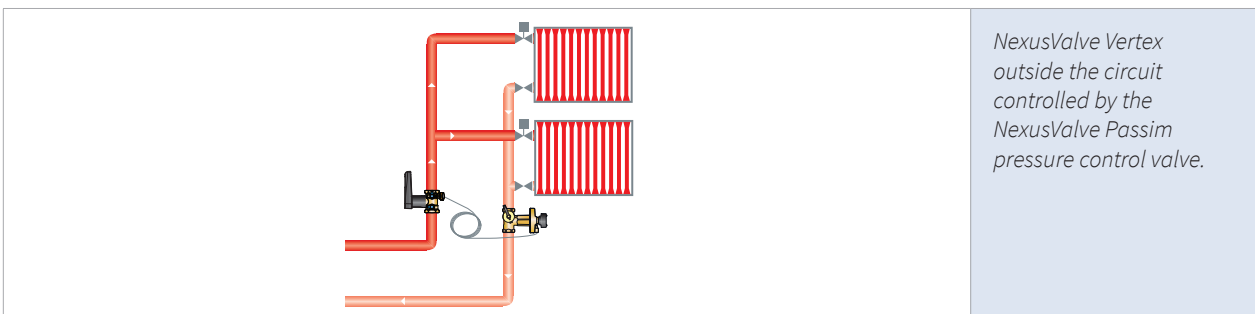 NexusValve Vertex
outside the circuit
controlled by the
NexusValve Passim
pressure control valve.